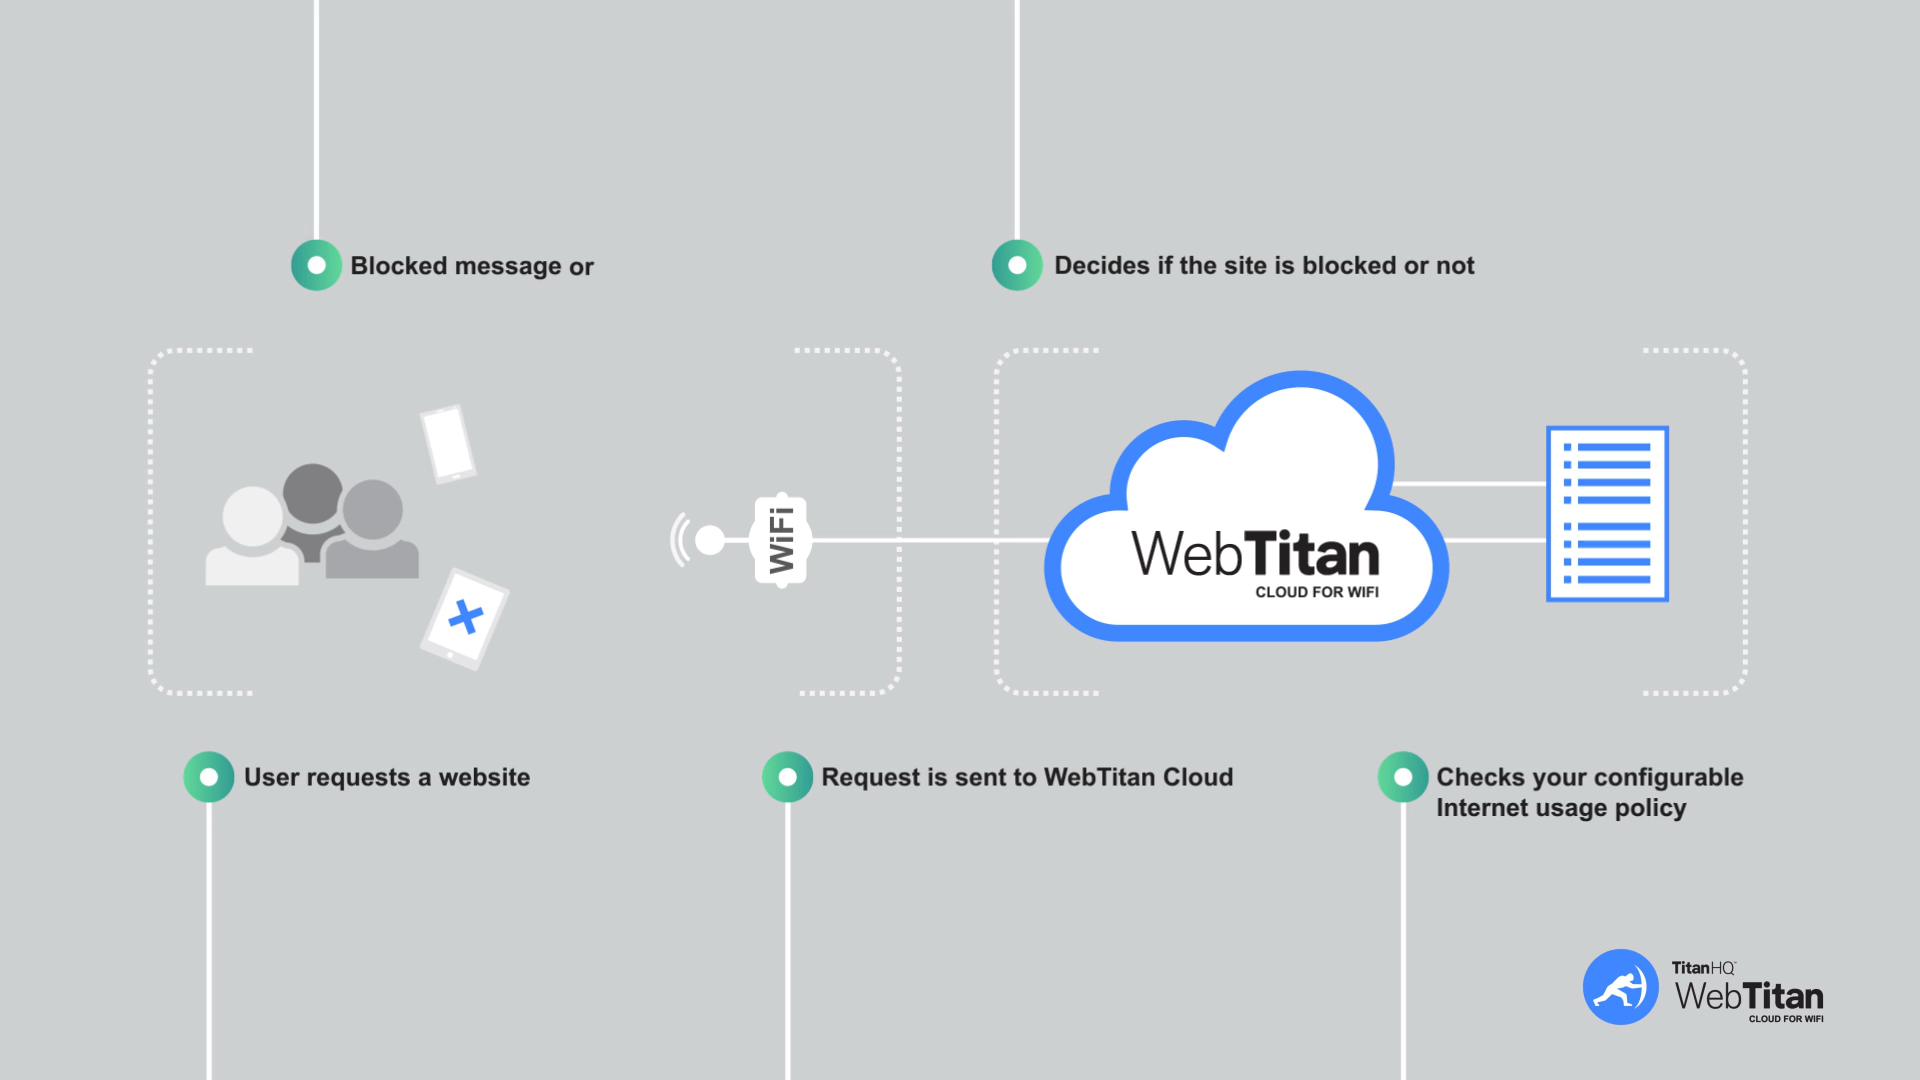 Blocked message or
Decides if the site is blocked or not
WiFi
WebTitan
CLOUD FOR WIFI
User requests a website
Request is sent to WebTitan Cloud
Checks your configurable
Internet usage policy
TitanHQ
WebTitan
CLOUD FOR WIFI